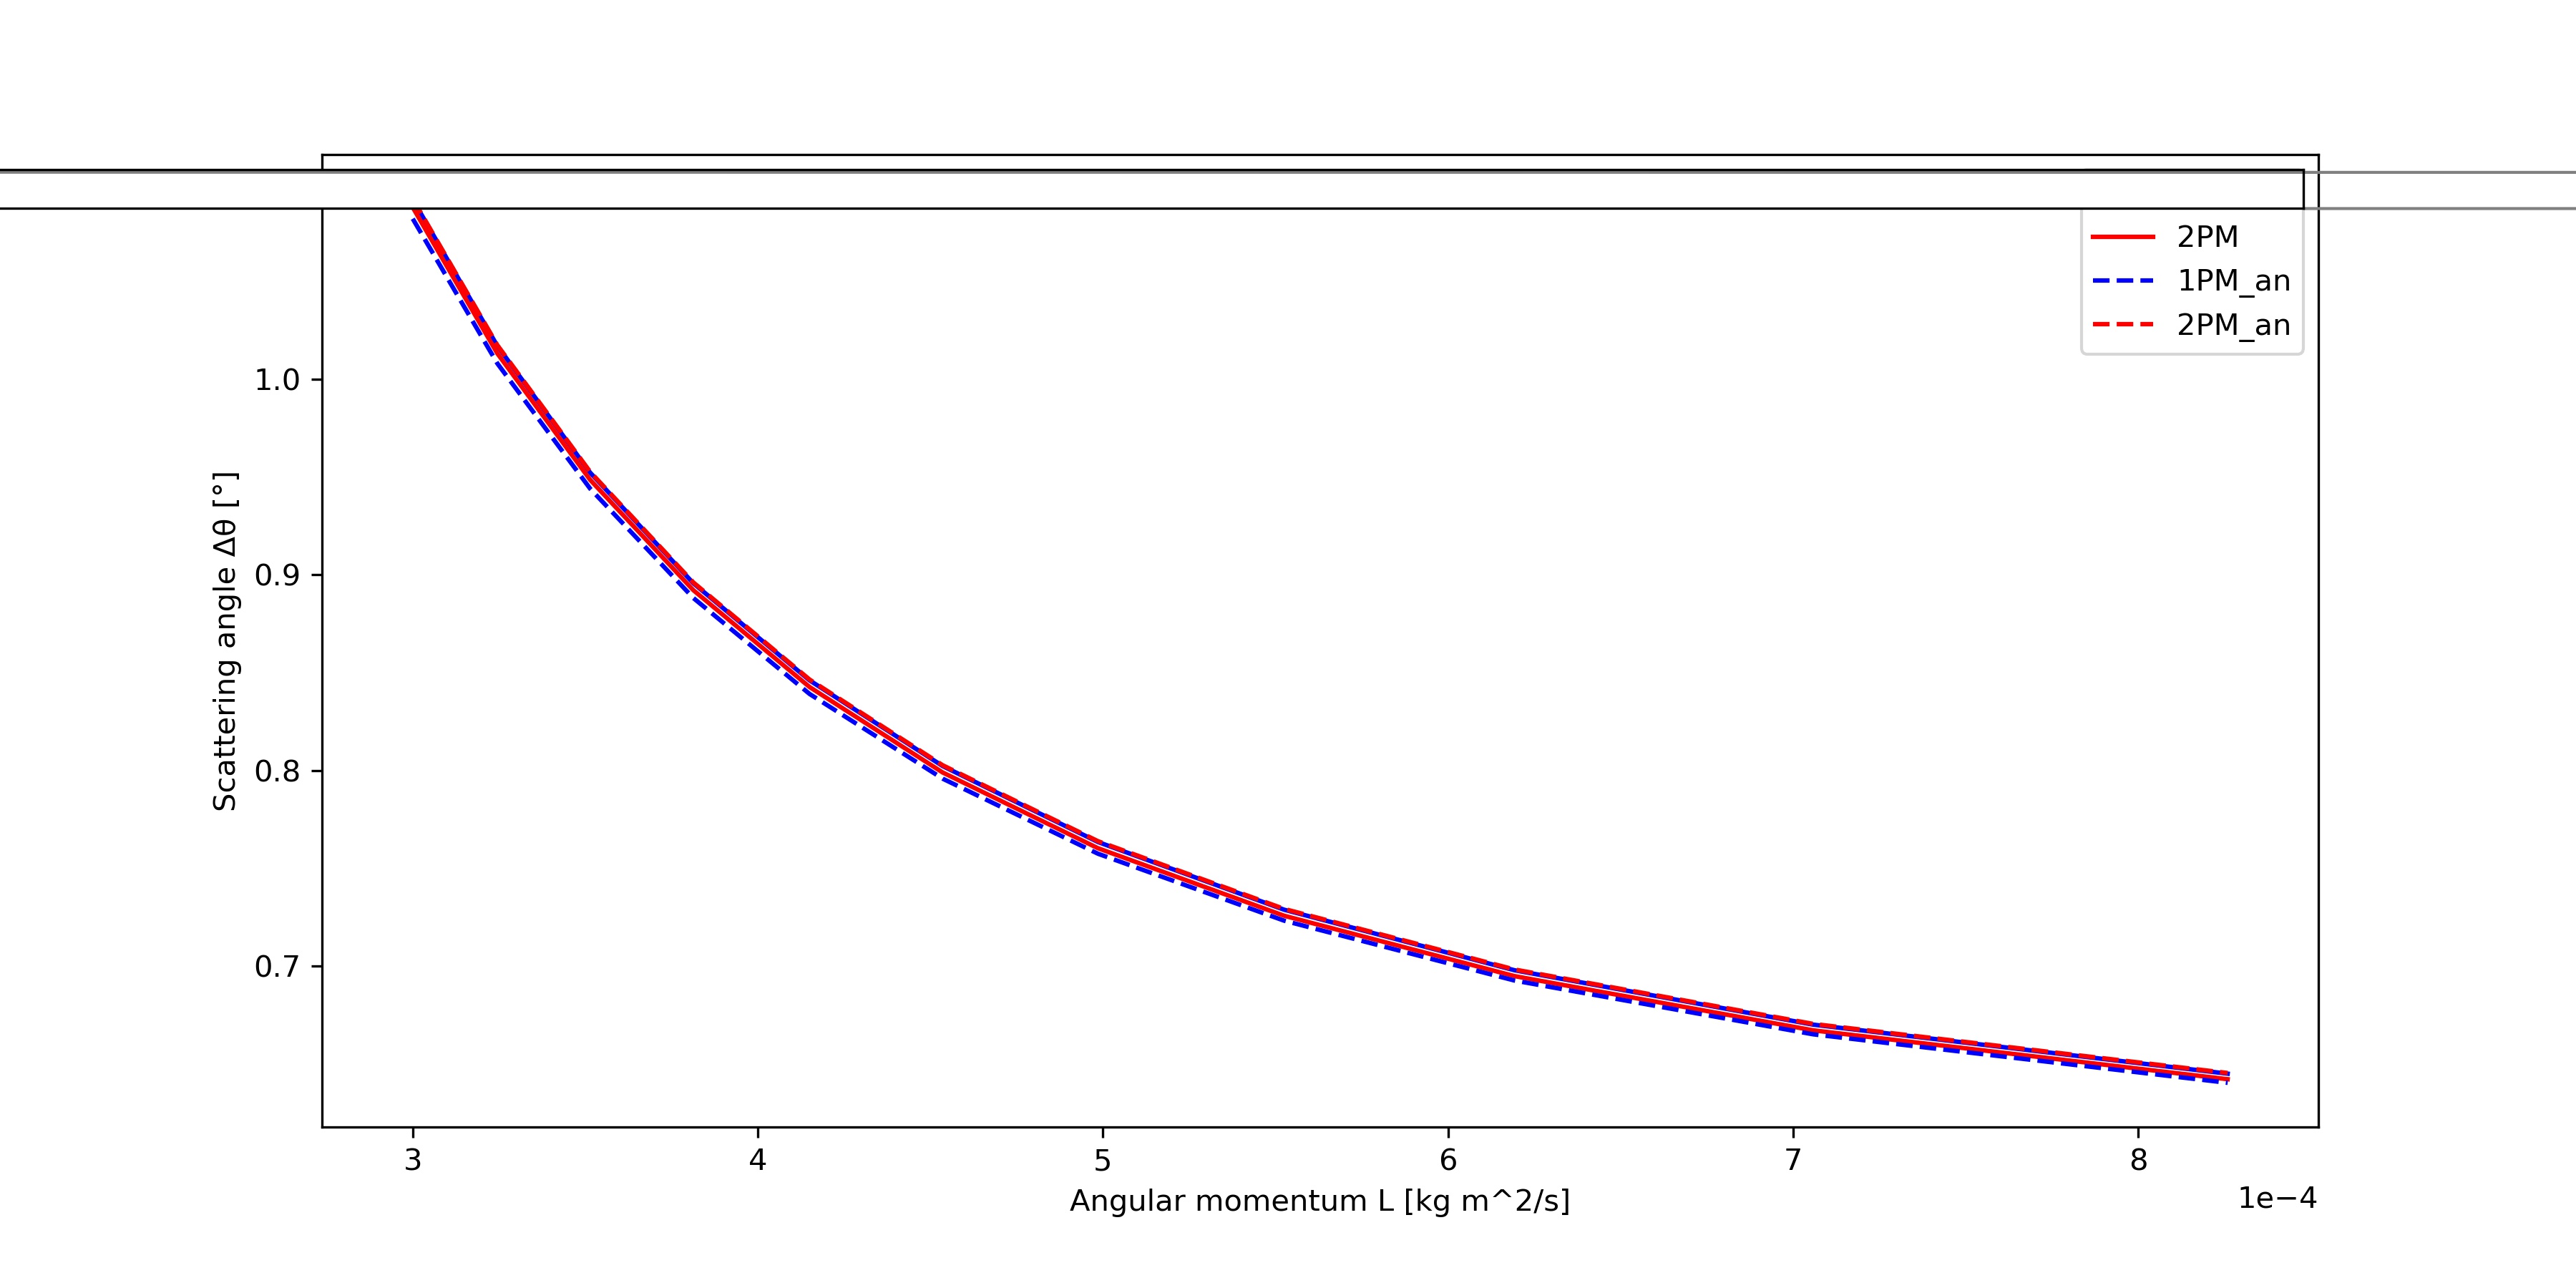 2PM
1PM_an
2PM_an
1.0
0.9
0.8
0.7
Scattering angle Δθ [°]
3 4 5 6 7 8
Angular momentum L [kg m^2/s]
1e−4